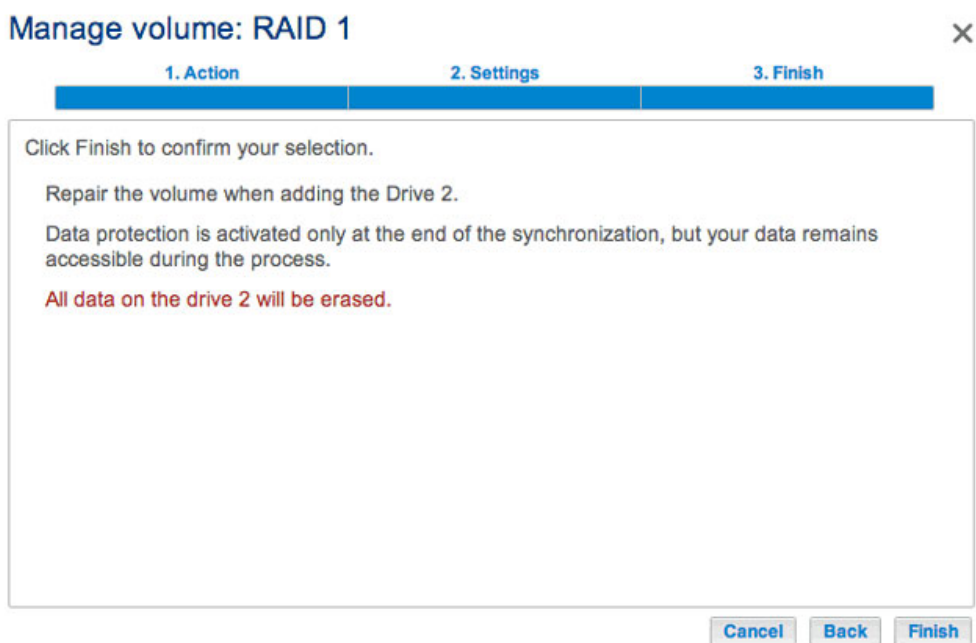 Manage volume: RAID 1
1. Action
2. Settings
3. Finish
Click Finish to confirm your selection.
Repair the volume when adding the Drive 2.
Data protection is activated only at the end of the synchronization, but your data remains
accessible during the process.
All data on the drive 2 will be erased.
Cancel
Back
Finish